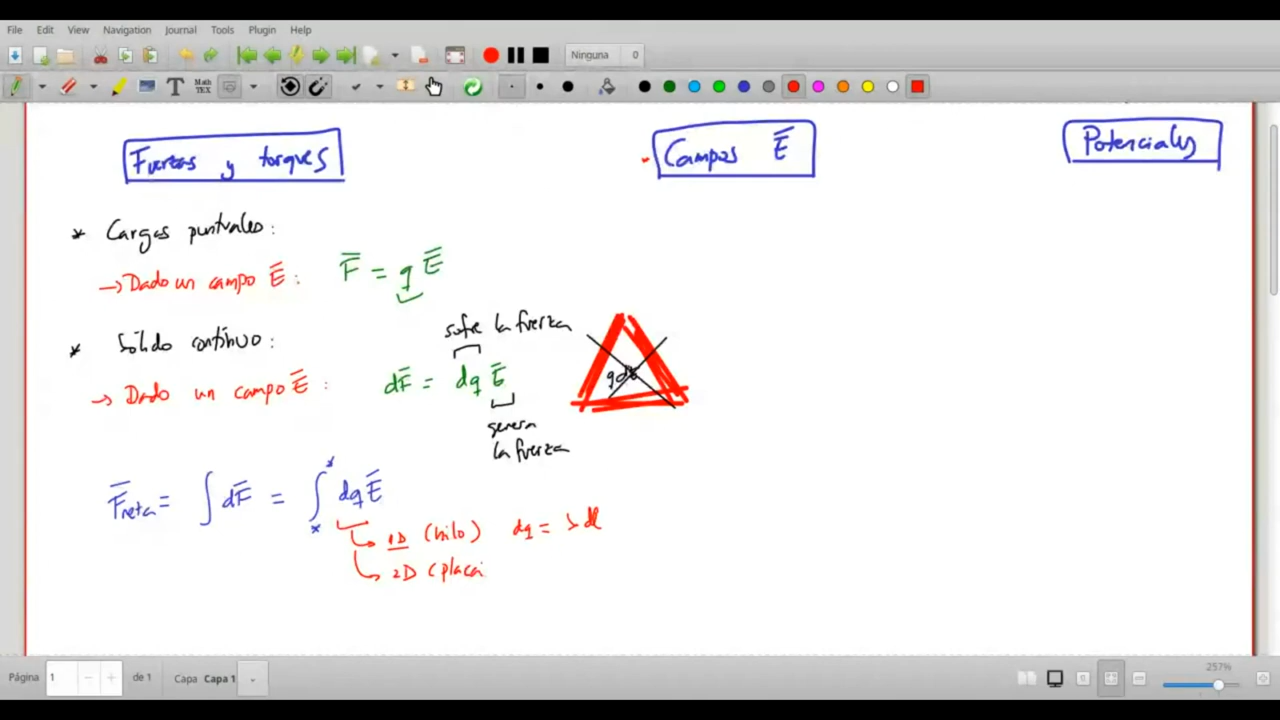 File Edit View Navigation Journal Tools Plugin Help
Ninguna 0
Fuerzas y torques
Campos E̅
Potenciales
* Cargas puntuales:
→ Dado un campo E̅ : F̅ = q E̅
* Sólido continuo:
sufre la fuerza
→ Dado un campo E̅ : dF̅ = dq E̅
genera
la fuerza
F̅neta = ∫ dF̅ = ∫ dq E̅
1D (hilo) dq = λ dl
2D (placa
Página 1 de 1 Capa Capa 1
257%